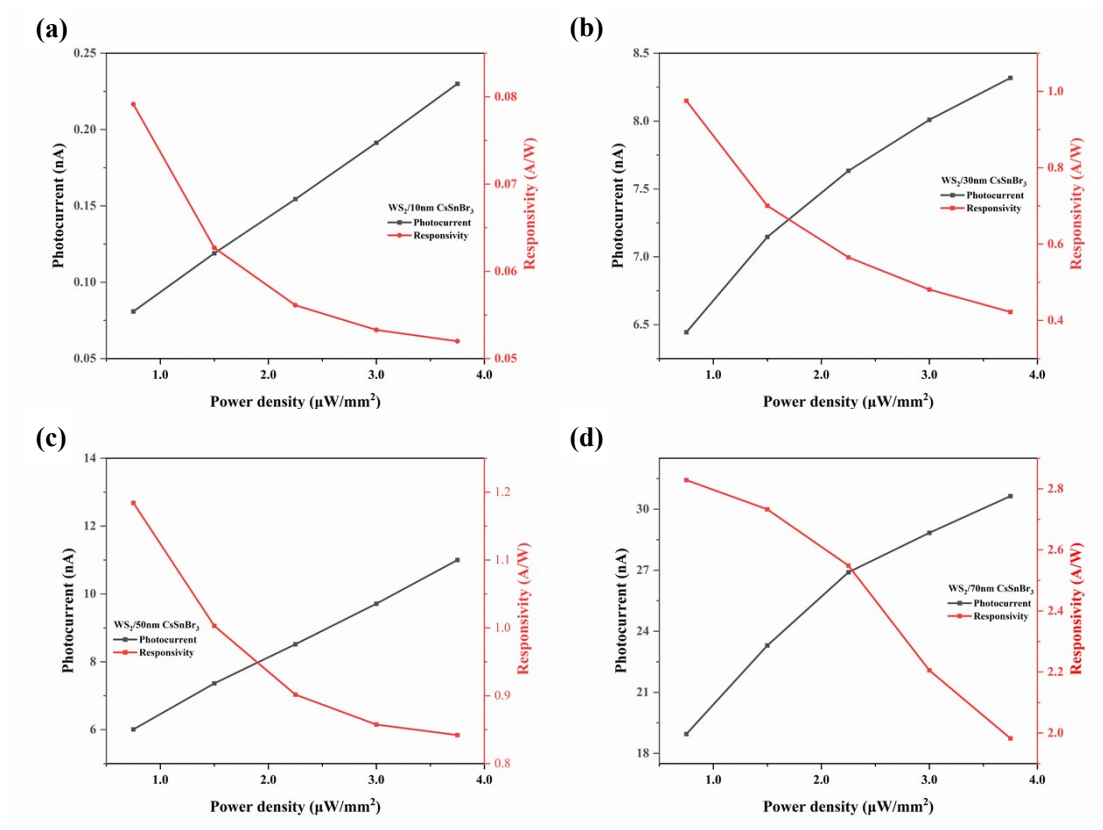 (a)
0.25
0.20
0.15
0.10
0.05
Photocurrent (nA)
1.0 2.0 3.0 4.0
Power density (μW/mm²)
0.08
0.07
0.06
0.05
Responsivity (A/W)
WS₂/10nm CsSnBr₃
Photocurrent
Responsivity
(b)
8.5
8.0
7.5
7.0
6.5
Photocurrent (nA)
1.0 2.0 3.0 4.0
Power density (μW/mm²)
1.0
0.8
0.6
0.4
Responsivity (A/W)
WS₂/30nm CsSnBr₃
Photocurrent
Responsivity
(c)
14
12
10
8
6
Photocurrent (nA)
1.0 2.0 3.0 4.0
Power density (μW/mm²)
1.2
1.1
1.0
0.9
0.8
Responsivity (A/W)
WS₂/50nm CsSnBr₃
Photocurrent
Responsivity
(d)
30
27
24
21
18
Photocurrent (nA)
1.0 2.0 3.0 4.0
Power density (μW/mm²)
2.8
2.6
2.4
2.2
2.0
Responsivity (A/W)
WS₂/70nm CsSnBr₃
Photocurrent
Responsivity